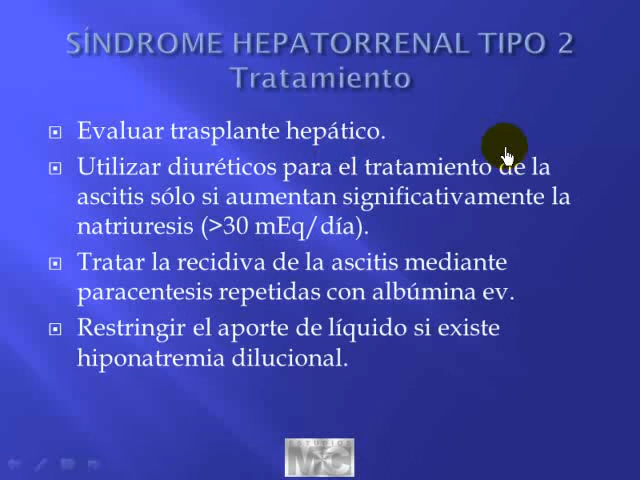 SÍNDROME HEPATORRENAL TIPO 2
Tratamiento
Evaluar trasplante hepático.
Utilizar diuréticos para el tratamiento de la
ascitis sólo si aumentan significativamente la
natriuresis (>30 mEq/día).
Tratar la recidiva de la ascitis mediante
paracentesis repetidas con albúmina ev.
Restringir el aporte de líquido si existe
hiponatremia dilucional.
ESTUDIOS
MC